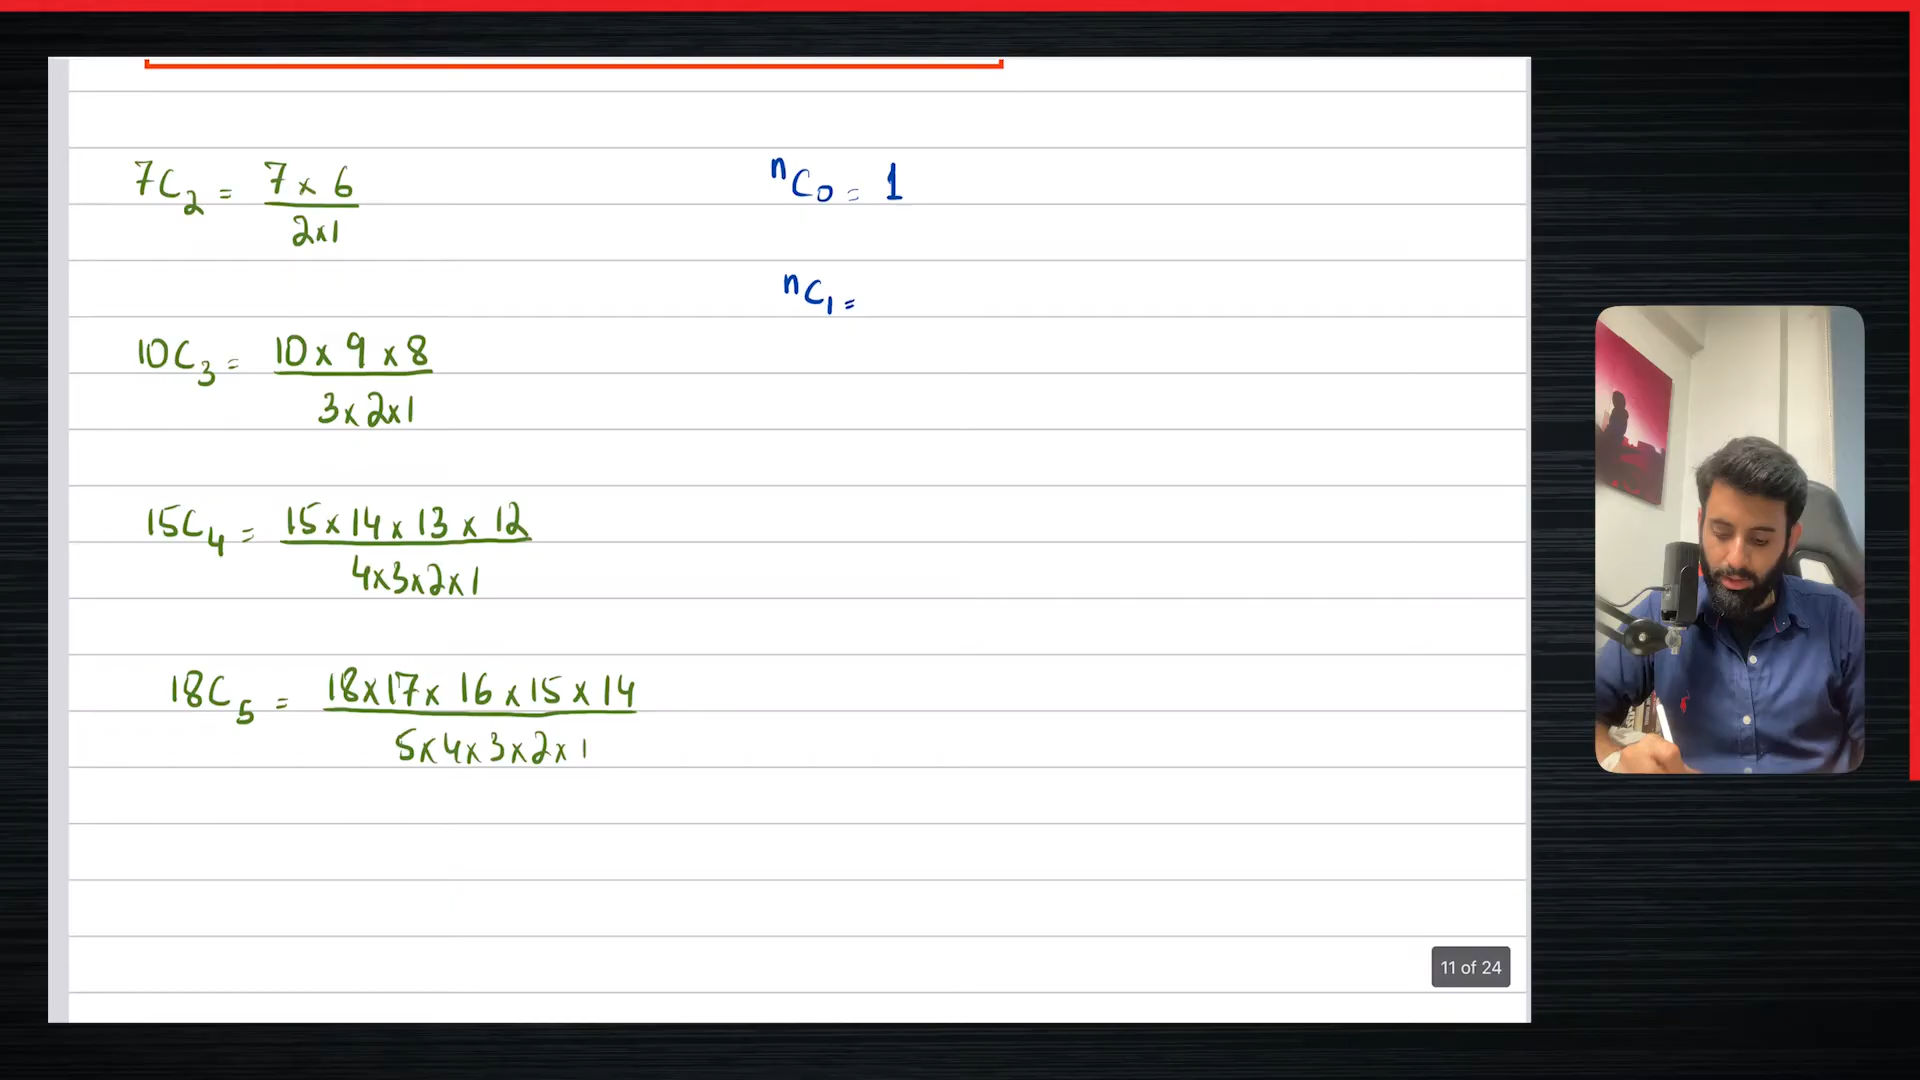 7C₂ = 7 × 6
2×1
ⁿC₀ = 1
ⁿC₁ =
10C₃ = 10 × 9 × 8
3×2×1
15C₄ = 15×14×13×12
4×3×2×1
18C₅ = 18×17×16×15×14
5×4×3×2×1
11 of 24